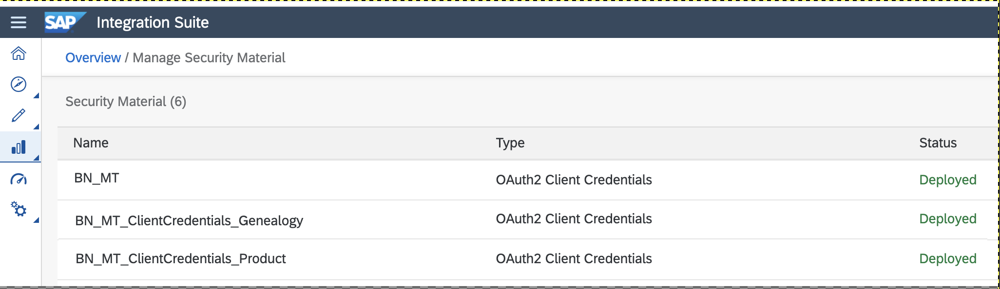 SAP Integration Suite
Overview / Manage Security Material
Security Material (6)
Name Type Status
BN_MT OAuth2 Client Credentials Deployed
BN_MT_ClientCredentials_Genealogy OAuth2 Client Credentials Deployed
BN_MT_ClientCredentials_Product OAuth2 Client Credentials Deployed